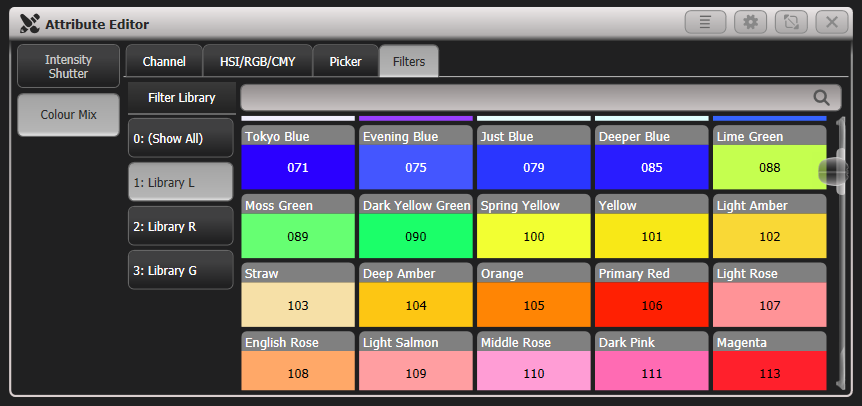 Attribute Editor
Intensity
Shutter
Colour Mix
Channel
HSI/RGB/CMY
Picker
Filters
Filter Library
0: (Show All)
1: Library L
2: Library R
3: Library G
Tokyo Blue
071
Evening Blue
075
Just Blue
079
Deeper Blue
085
Lime Green
088
Moss Green
089
Dark Yellow Green
090
Spring Yellow
100
Yellow
101
Light Amber
102
Straw
103
Deep Amber
104
Orange
105
Primary Red
106
Light Rose
107
English Rose
108
Light Salmon
109
Middle Rose
110
Dark Pink
111
Magenta
113